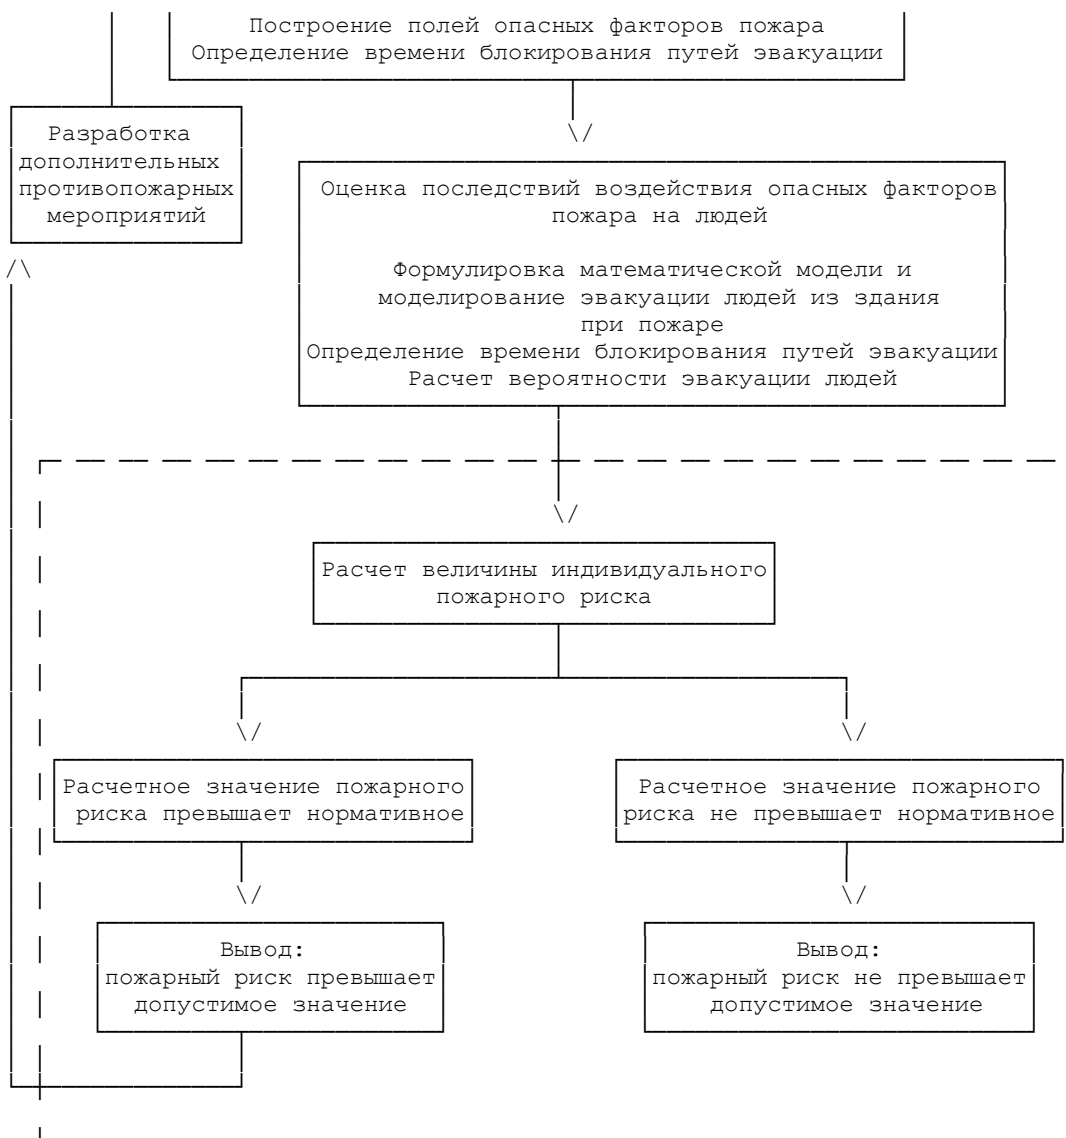 Построение полей опасных факторов пожара
Определение времени блокирования путей эвакуации
Разработка
дополнительных
противопожарных
мероприятий
Оценка последствий воздействия опасных факторов
пожара на людей
Формулировка математической модели и
моделирование эвакуации людей из здания
при пожаре
Определение времени блокирования путей эвакуации
Расчет вероятности эвакуации людей
Расчет величины индивидуального
пожарного риска
Расчетное значение пожарного
риска превышает нормативное
Расчетное значение пожарного
риска не превышает нормативное
Вывод:
пожарный риск превышает
допустимое значение
Вывод:
пожарный риск не превышает
допустимое значение